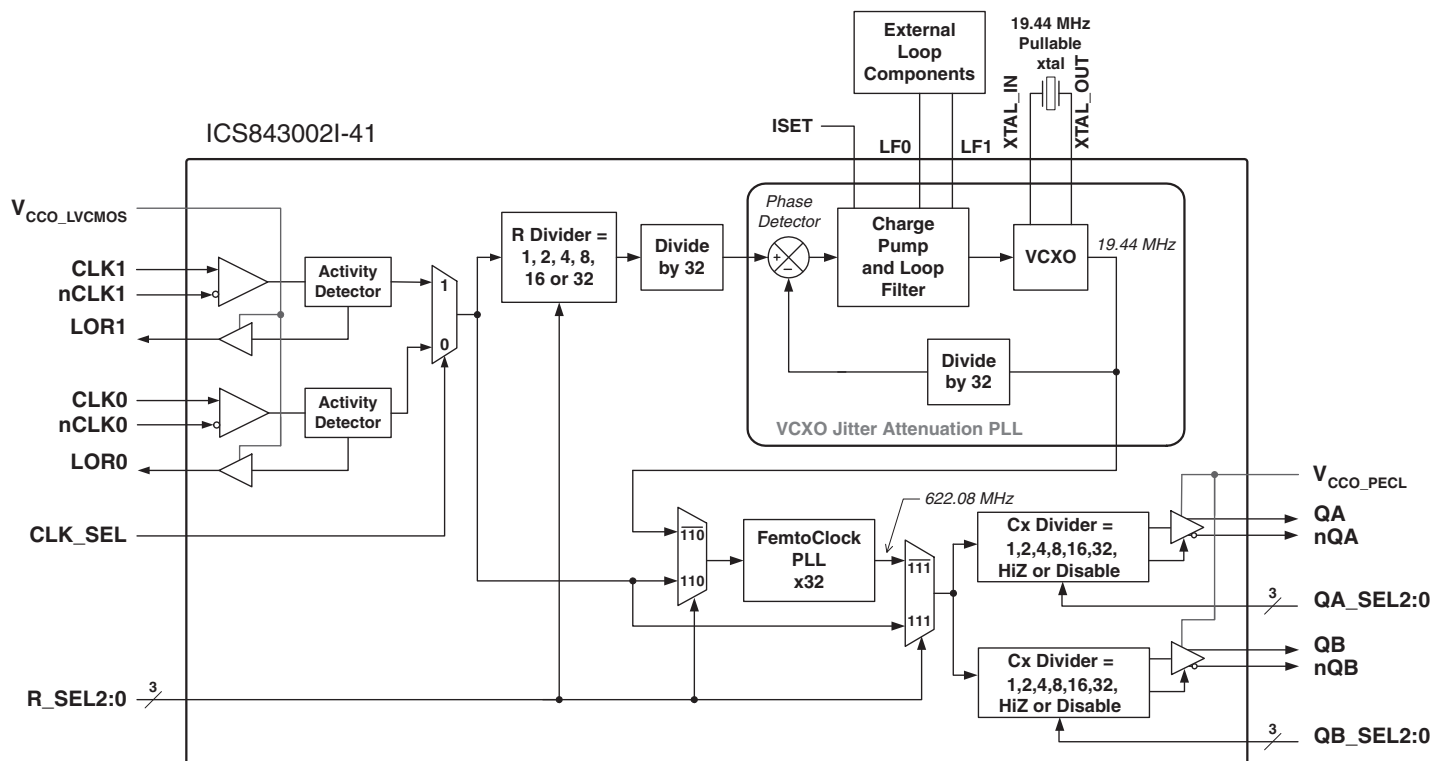 External
Loop
Components
19.44 MHz
Pullable
xtal
XTAL_IN
XTAL_OUT
ISET
LF0
LF1
ICS843002I-41
VCCO_LVCMOS
CLK1
nCLK1
LOR1
CLK0
nCLK0
LOR0
CLK_SEL
R_SEL2:0
3
Activity
Detector
Activity
Detector
1
0
R Divider =
1, 2, 4, 8,
16 or 32
Divide
by 32
Phase
Detector
+
−
Charge
Pump
and Loop
Filter
VCXO
19.44 MHz
Divide
by 32
VCXO Jitter Attenuation PLL
110
110
FemtoClock
PLL
x32
622.08 MHz
111
111
Cx Divider =
1,2,4,8,16,32,
HiZ or Disable
Cx Divider =
1,2,4,8,16,32,
HiZ or Disable
VCCO_PECL
QA
nQA
3
QA_SEL2:0
QB
nQB
3
QB_SEL2:0